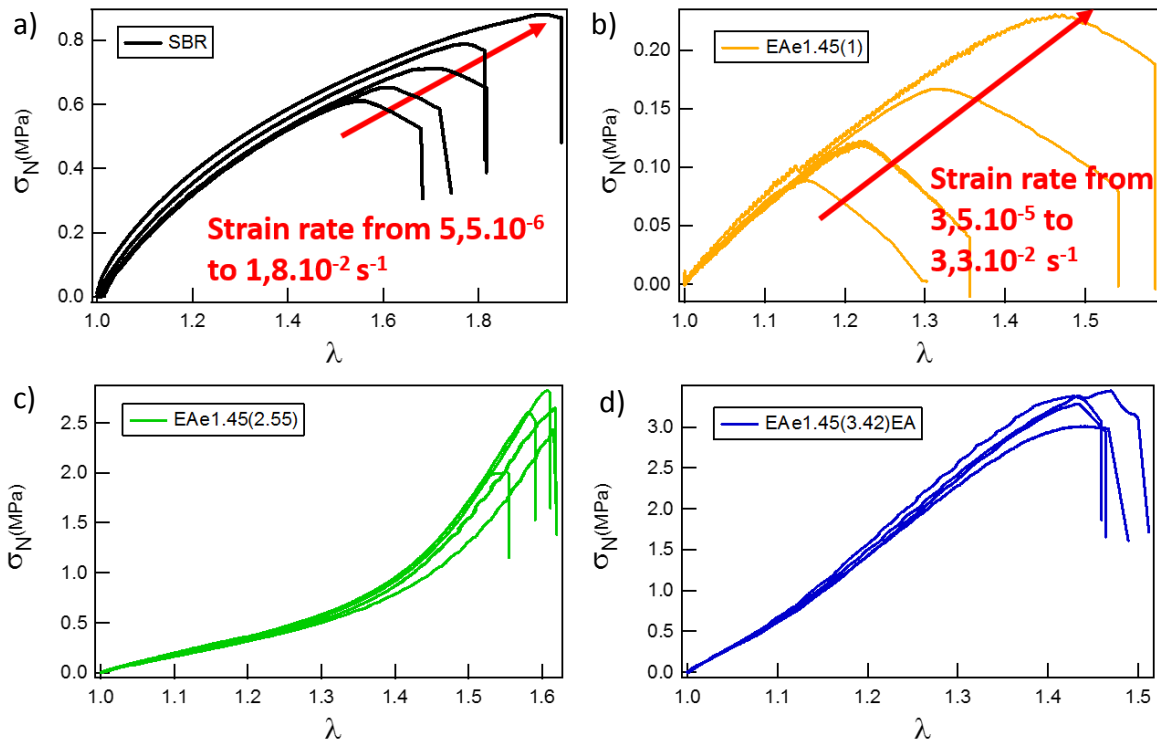 a)
SBR
σN(MPa)
0.8
0.6
0.4
0.2
0.0
1.0
1.2
1.4
1.6
1.8
λ
Strain rate from 5,5.10⁻⁶
to 1,8.10⁻² s⁻¹
b)
EAe1.45(1)
σN(MPa)
0.20
0.15
0.10
0.05
0.00
1.0
1.1
1.2
1.3
1.4
1.5
λ
Strain rate from
3,5.10⁻⁵ to
3,3.10⁻² s⁻¹
c)
EAe1.45(2.55)
σN(MPa)
2.5
2.0
1.5
1.0
0.5
0.0
1.0
1.1
1.2
1.3
1.4
1.5
1.6
λ
d)
EAe1.45(3.42)EA
σN(MPa)
3.0
2.5
2.0
1.5
1.0
0.5
0.0
1.0
1.1
1.2
1.3
1.4
1.5
λ